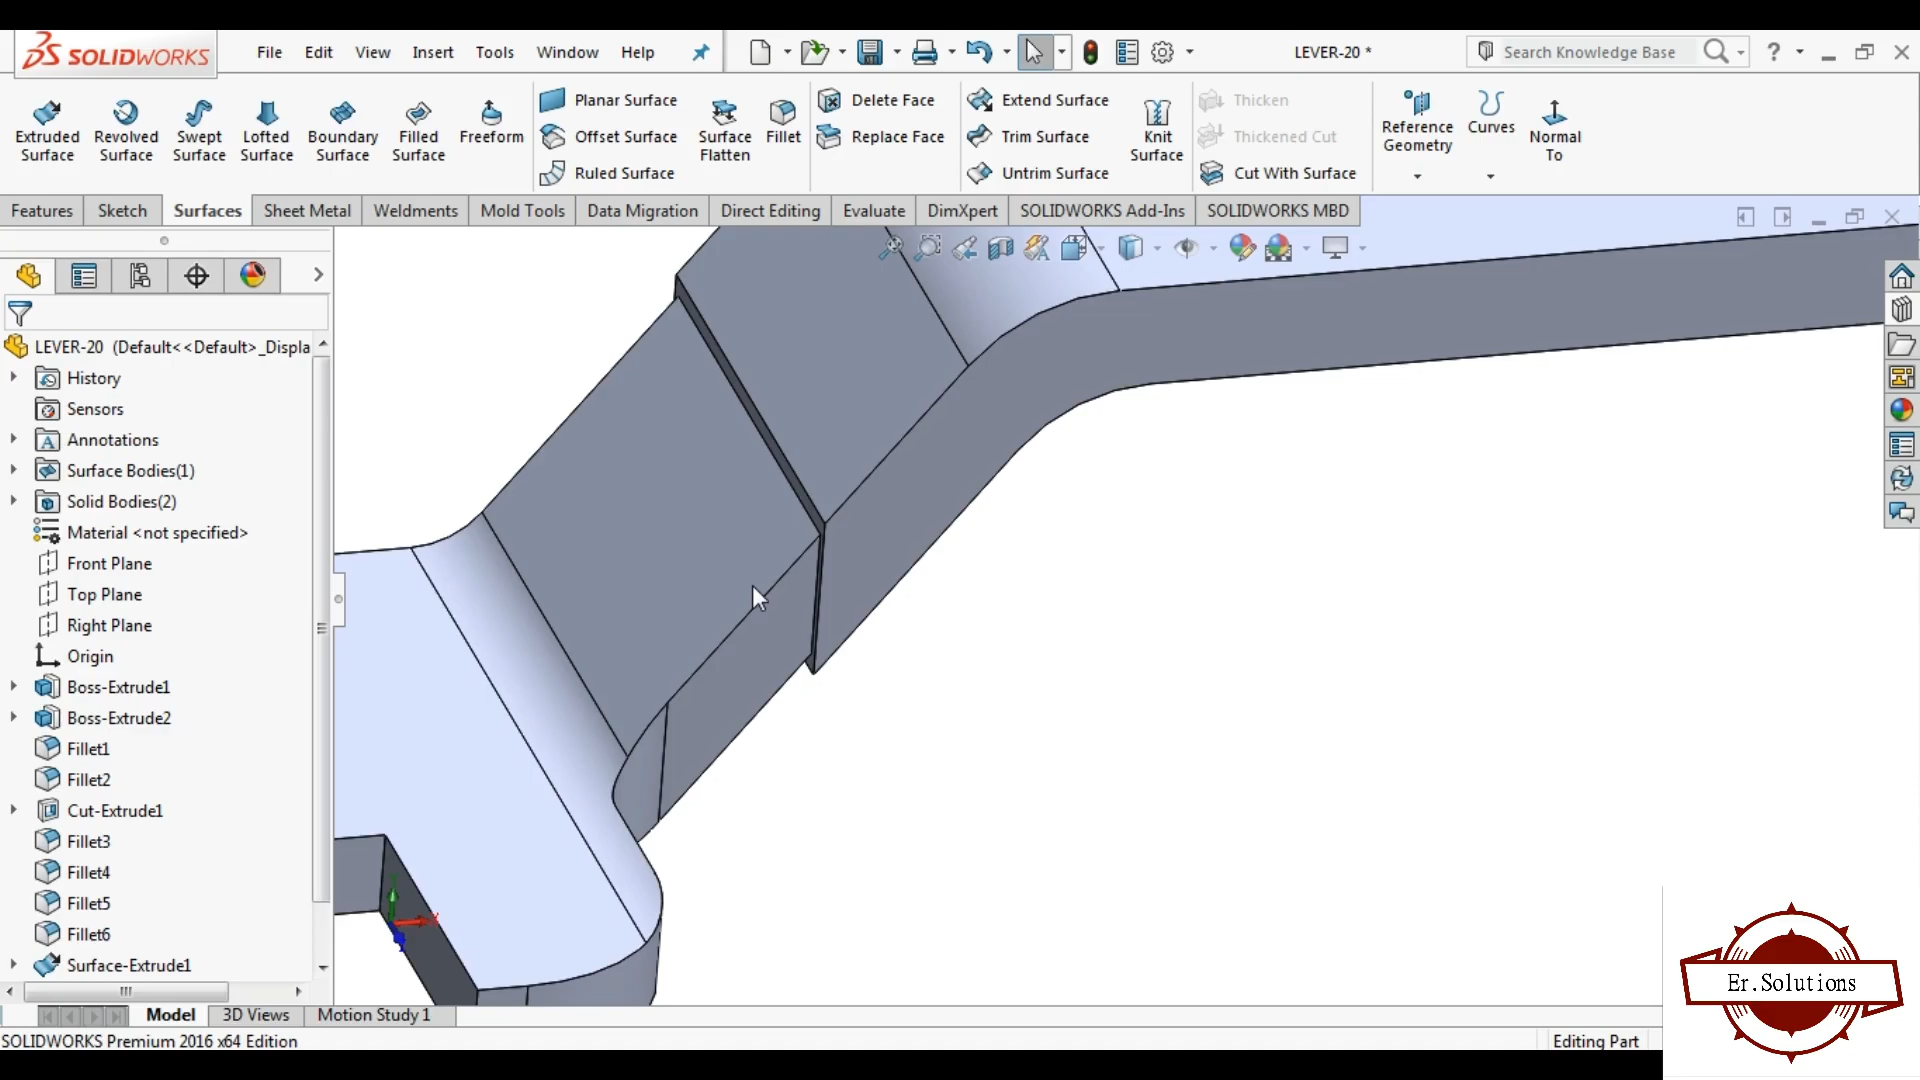 SOLIDWORKS
File Edit View Insert Tools Window Help
LEVER-20 *
Search Knowledge Base
?
Extruded Surface
Revolved Surface
Swept Surface
Lofted Surface
Boundary Surface
Filled Surface
Freeform
Planar Surface
Offset Surface
Ruled Surface
Surface Flatten
Fillet
Delete Face
Replace Face
Extend Surface
Trim Surface
Untrim Surface
Knit Surface
Thicken
Thickened Cut
Cut With Surface
Reference Geometry
Curves
Normal To
Features Sketch Surfaces Sheet Metal Weldments Mold Tools Data Migration Direct Editing Evaluate DimXpert SOLIDWORKS Add-Ins SOLIDWORKS MBD
LEVER-20 (Default<<Default>_Displa
History
Sensors
Annotations
Surface Bodies(1)
Solid Bodies(2)
Material <not specified>
Front Plane
Top Plane
Right Plane
Origin
Boss-Extrude1
Boss-Extrude2
Fillet1
Fillet2
Cut-Extrude1
Fillet3
Fillet4
Fillet5
Fillet6
Surface-Extrude1
Model 3D Views Motion Study 1
SOLIDWORKS Premium 2016 x64 Edition
Editing Part
Er.Solutions